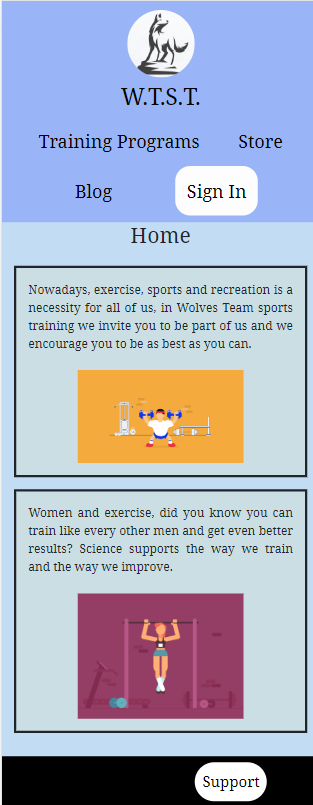 W.T.S.T.
Training Programs Store
Blog Sign In
Home
Nowadays, exercise, sports and recreation is a
necessity for all of us, in Wolves Team sports
training we invite you to be part of us and we
encourage you to be as best as you can.
Women and exercise, did you know you can
train like every other men and get even better
results? Science supports the way we train
and the way we improve.
Support